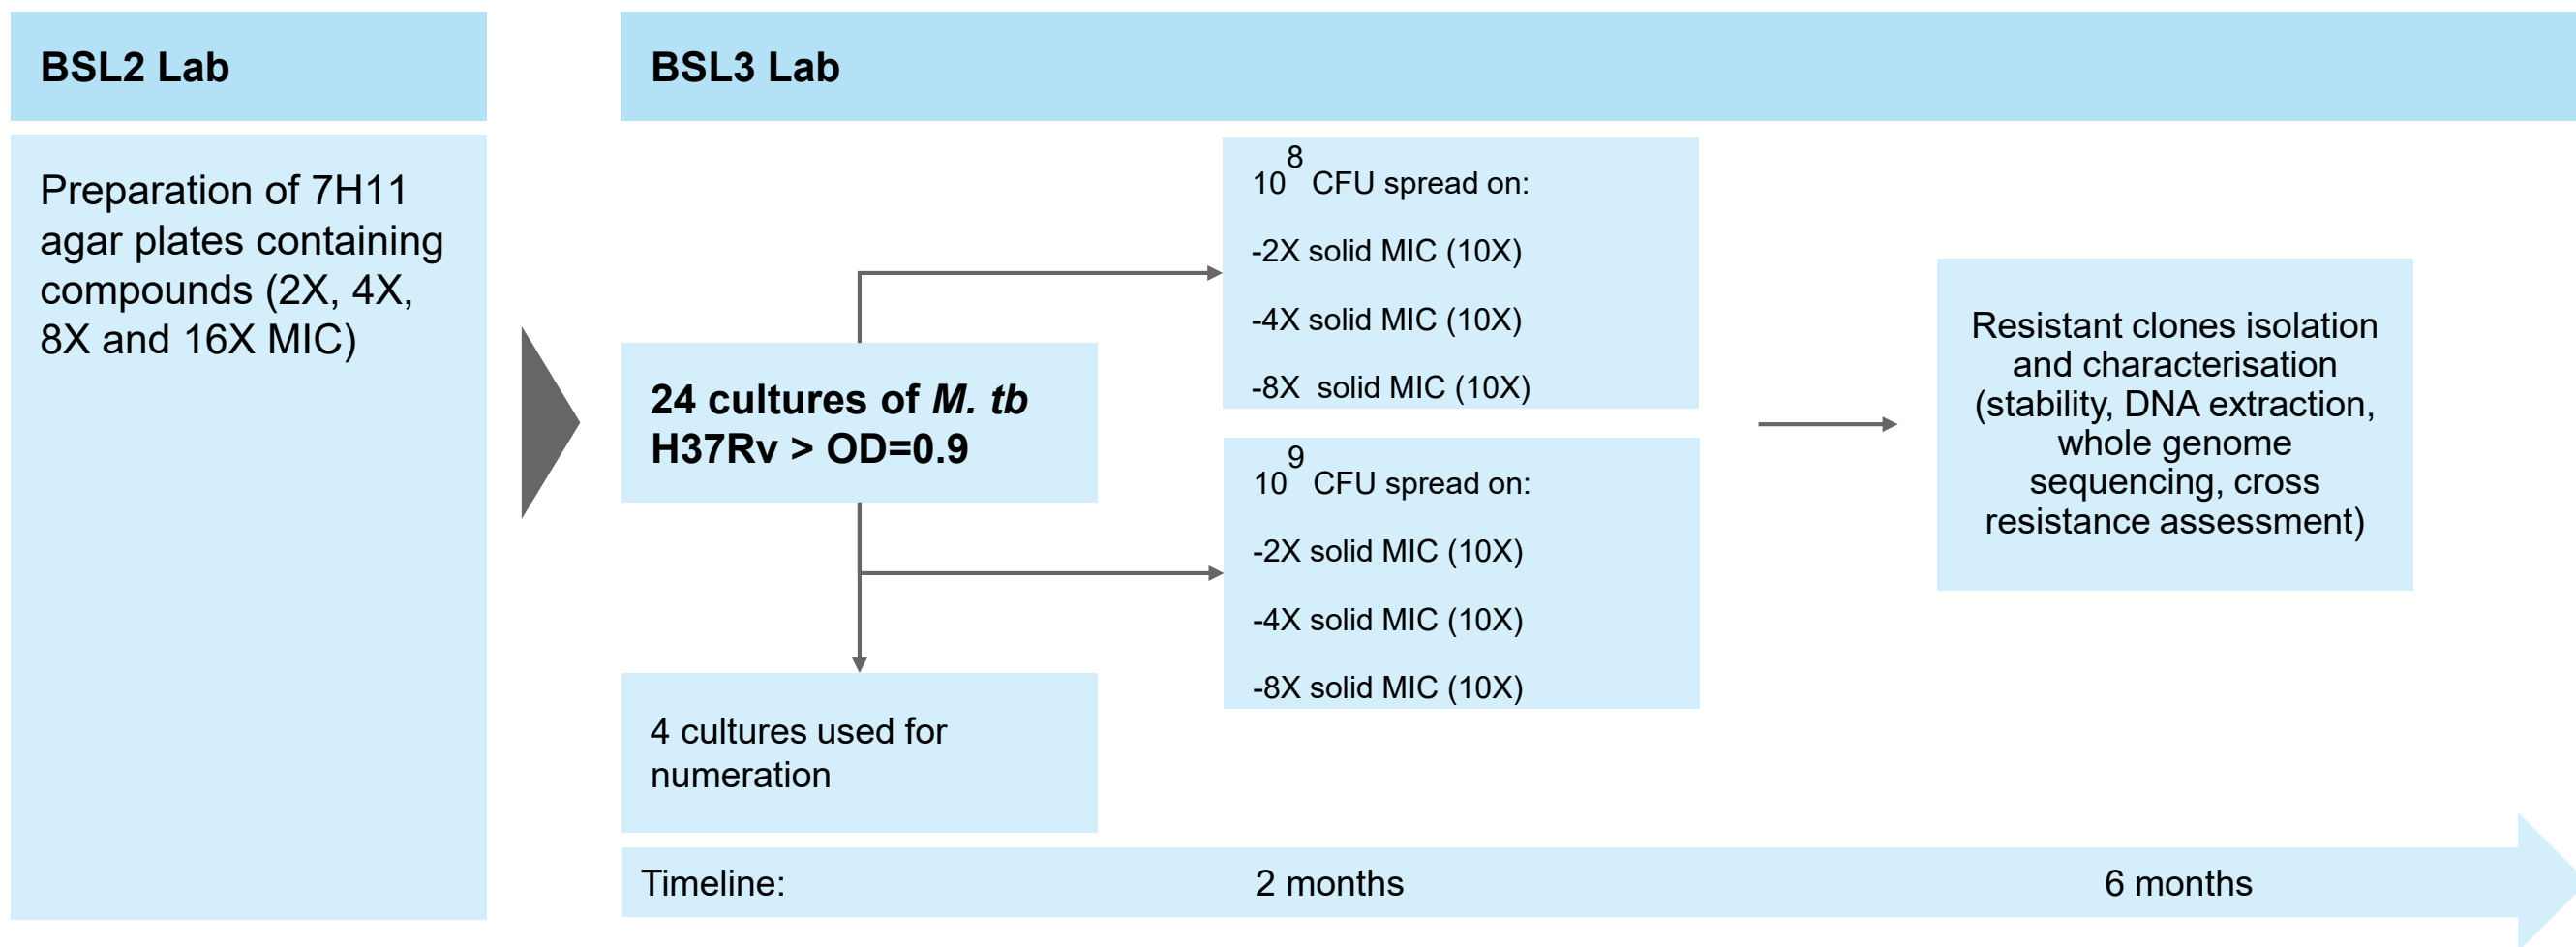 BSL2 Lab
Preparation of 7H11
agar plates containing
compounds (2X, 4X,
8X and 16X MIC)
BSL3 Lab
24 cultures of M. tb
H37Rv > OD=0.9
4 cultures used for
numeration
10⁸ CFU spread on:
-2X solid MIC (10X)
-4X solid MIC (10X)
-8X  solid MIC (10X)
10⁹ CFU spread on:
-2X solid MIC (10X)
-4X solid MIC (10X)
-8X solid MIC (10X)
Resistant clones isolation
and characterisation
(stability, DNA extraction,
whole genome
sequencing, cross
resistance assessment)
Timeline: 2 months 6 months